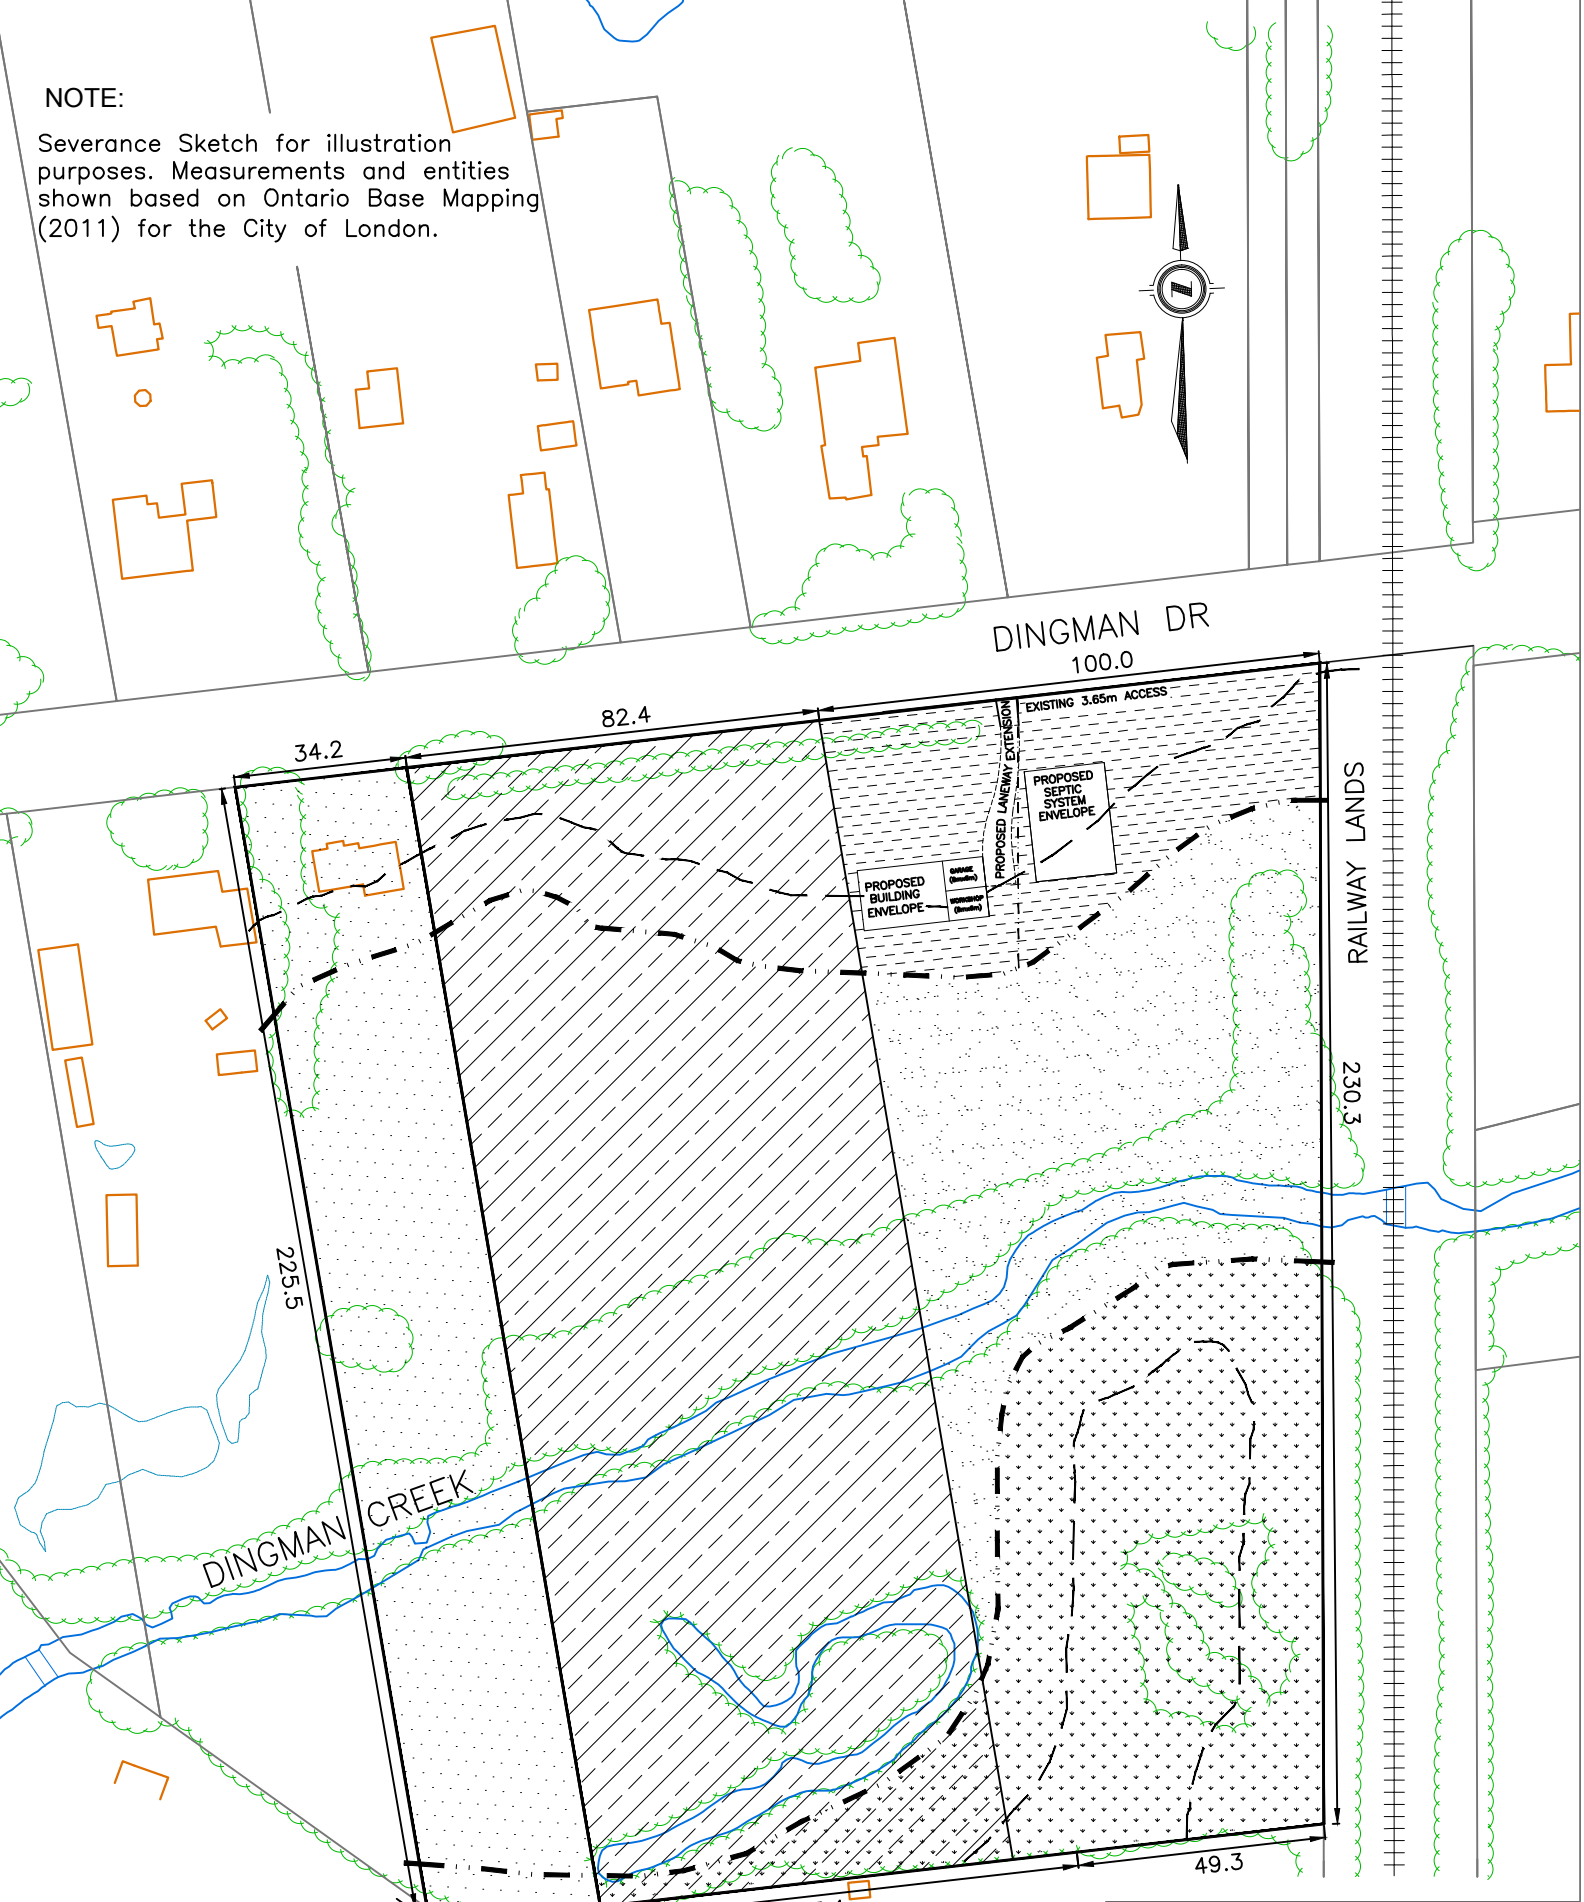 NOTE:
Severance Sketch for illustration
purposes. Measurements and entities
shown based on Ontario Base Mapping
(2011) for the City of London.
DINGMAN DR
100.0
82.4
34.2
EXISTING 3.65m ACCESS
PROPOSED LANEWAY EXTENSION
PROPOSED
SEPTIC
SYSTEM
ENVELOPE
PROPOSED
BUILDING
ENVELOPE
GARAGE
WORKSHOP
RAILWAY LANDS
230.3
225.5
DINGMAN CREEK
49.3